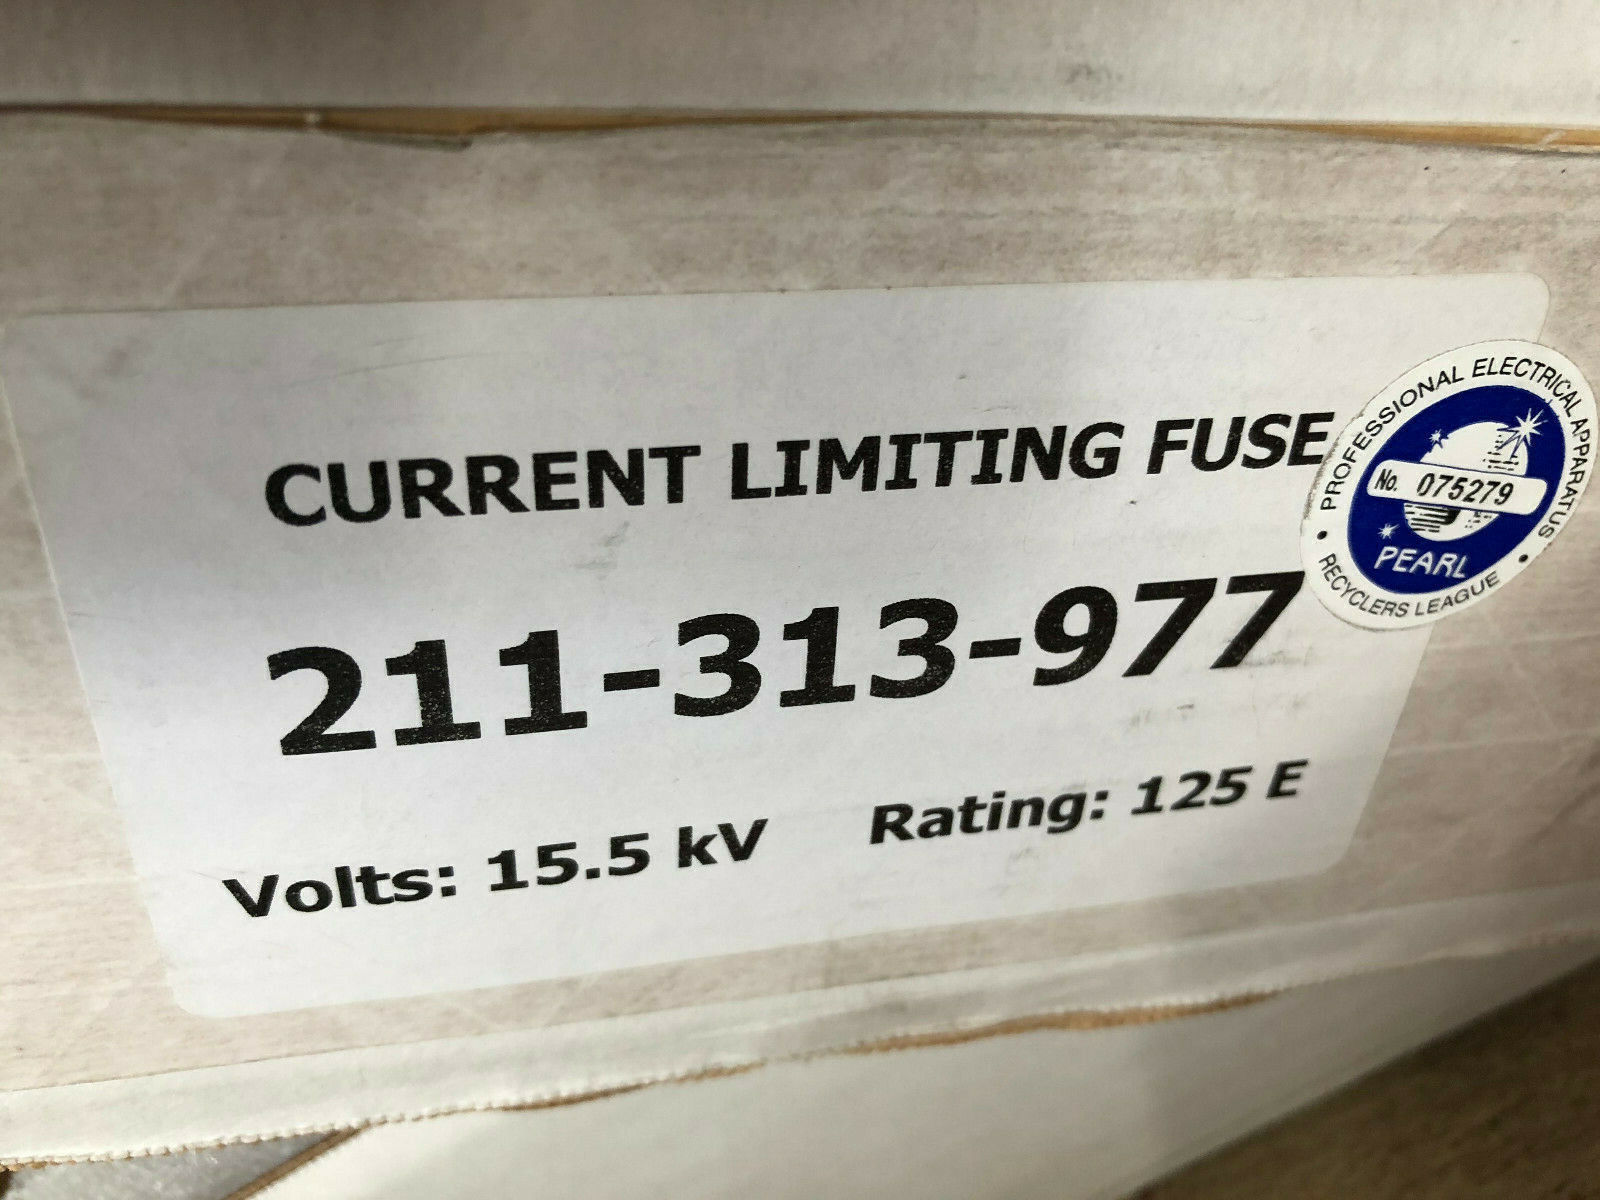 CURRENT LIMITING FUSE
211-313-977
Volts: 15.5 kV Rating: 125 E
PROFESSIONAL ELECTRICAL APPARATUS
No. 075279
PEARL
• RECYCLERS LEAGUE •